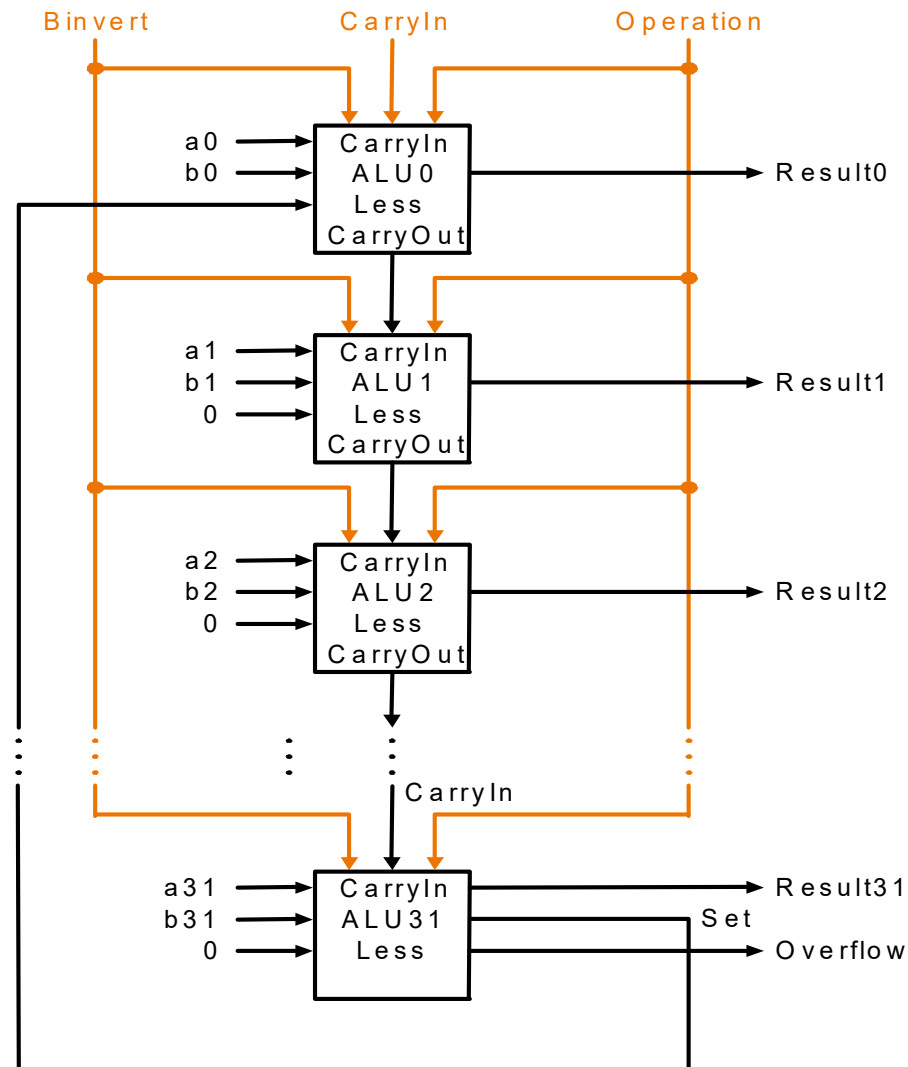 Binvert CarryIn Operation
a0 CarryIn
b0 ALU0 Result0
Less
CarryOut
a1 CarryIn
b1 ALU1 Result1
0 Less
CarryOut
a2 CarryIn
b2 ALU2 Result2
0 Less
CarryOut
CarryIn
a31 CarryIn Result31
b31 ALU31 Set
0 Less Overflow